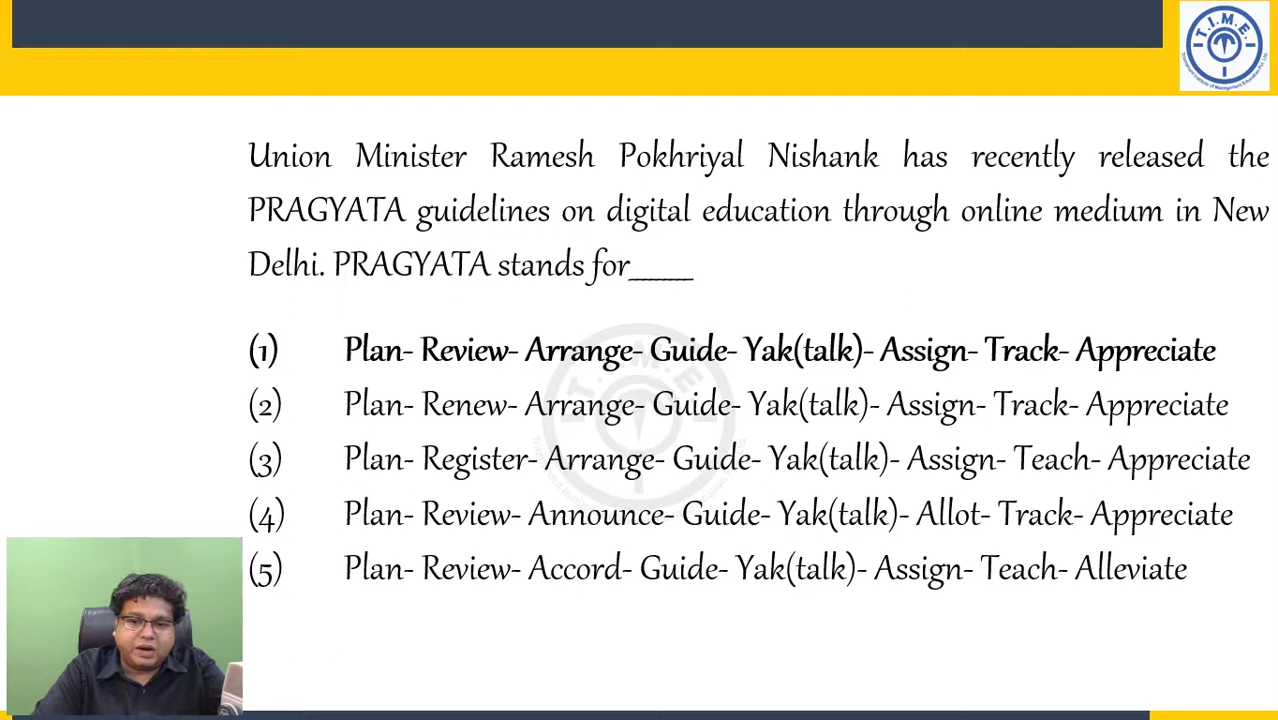 T.I.M.E.
Union Minister Ramesh Pokhriyal Nishank has recently released the
PRAGYATA guidelines on digital education through online medium in New
Delhi. PRAGYATA stands for______
(1) Plan- Review- Arrange- Guide- Yak(talk)- Assign- Track- Appreciate
(2) Plan- Renew- Arrange- Guide- Yak(talk)- Assign- Track- Appreciate
(3) Plan- Register- Arrange- Guide- Yak(talk)- Assign- Teach- Appreciate
(4) Plan- Review- Announce- Guide- Yak(talk)- Allot- Track- Appreciate
(5) Plan- Review- Accord- Guide- Yak(talk)- Assign- Teach- Alleviate